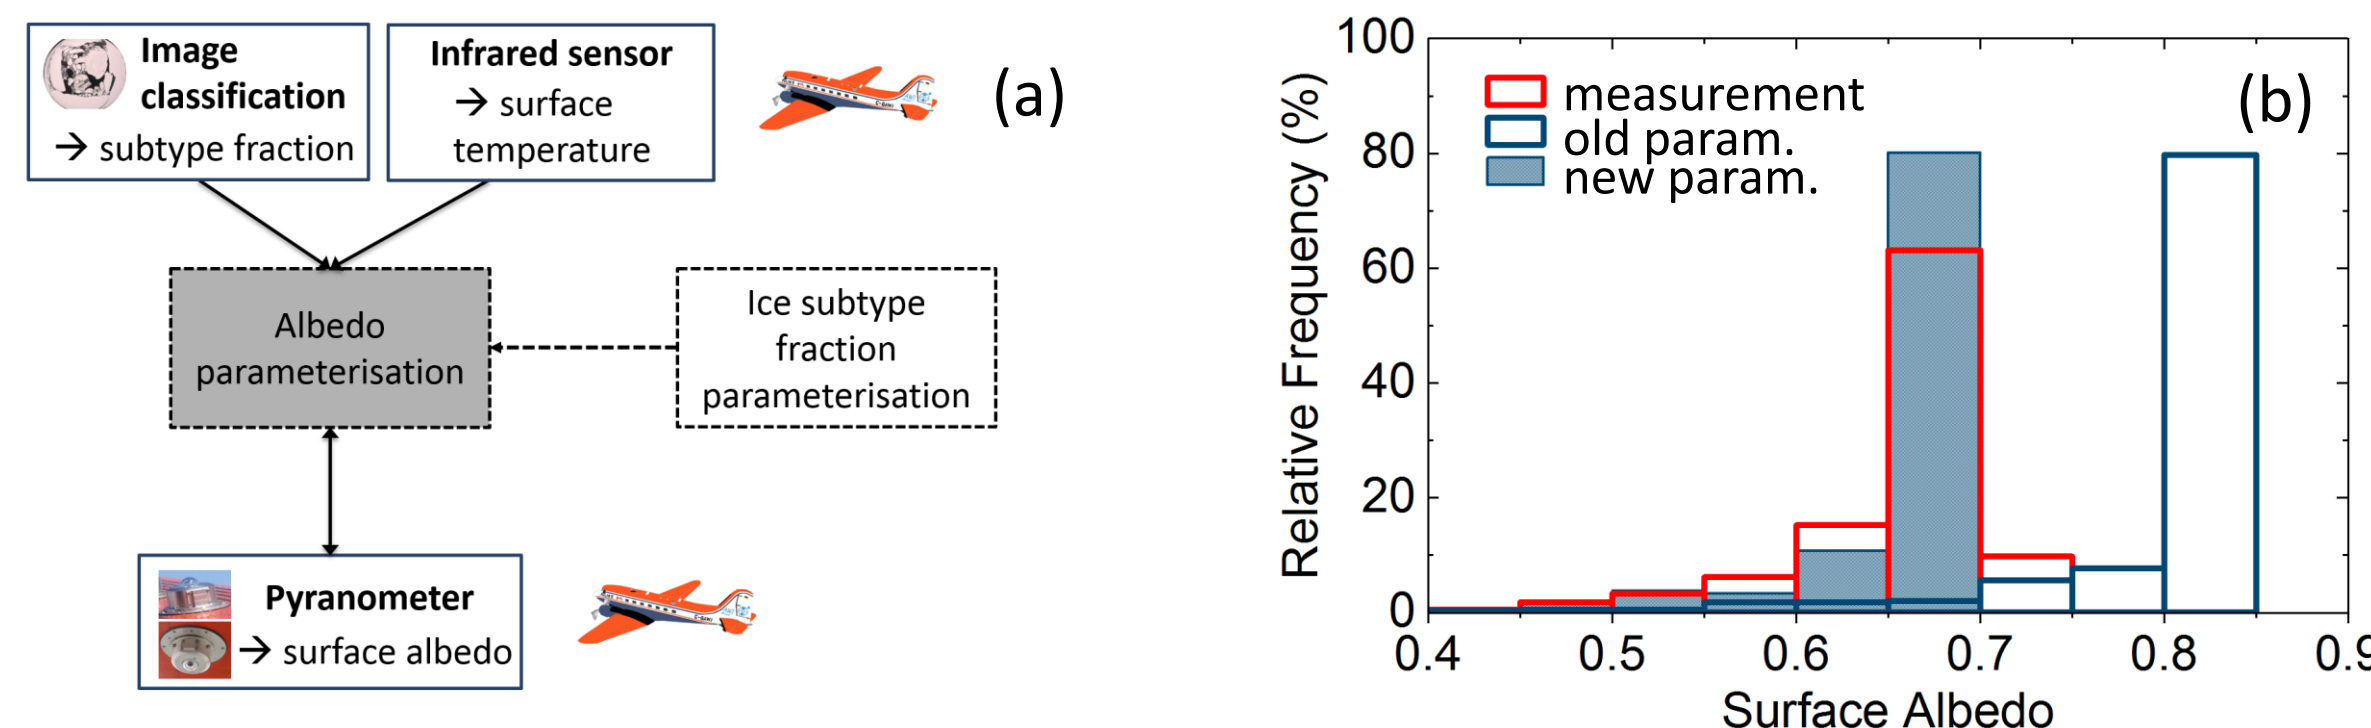 Image
classification
→ subtype fraction
Infrared sensor
→ surface
temperature
(a)
Albedo
parameterisation
Ice subtype
fraction
parameterisation
Pyranometer
→ surface albedo
(b)
measurement
old param.
new param.
Relative Frequency (%)
100
80
60
40
20
0
0.4 0.5 0.6 0.7 0.8 0.9
Surface Albedo